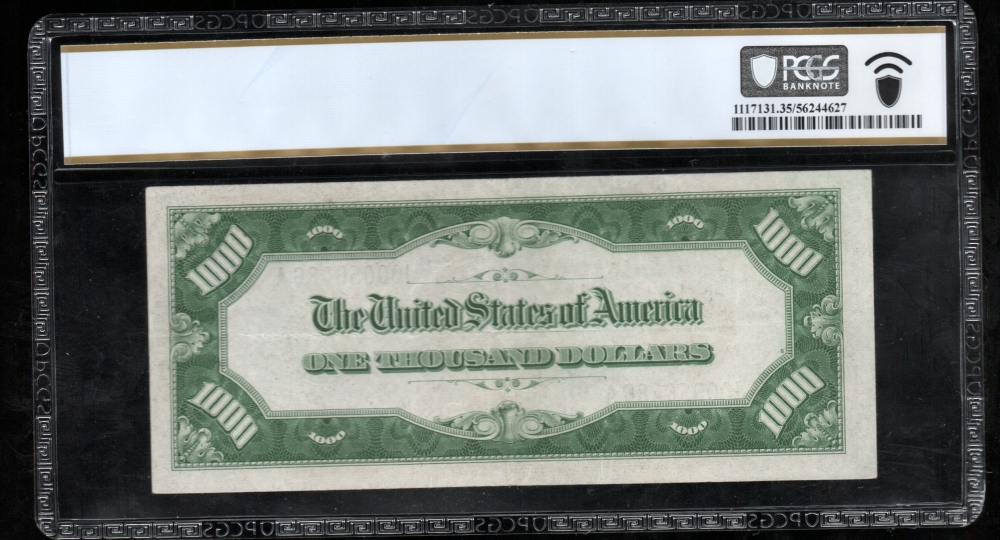 PCGS
BANKNOTE
1117131.35/56244627
1000 1000
1000 1000
The United States of America
ONE THOUSAND DOLLARS
1000 1000
1000 1000